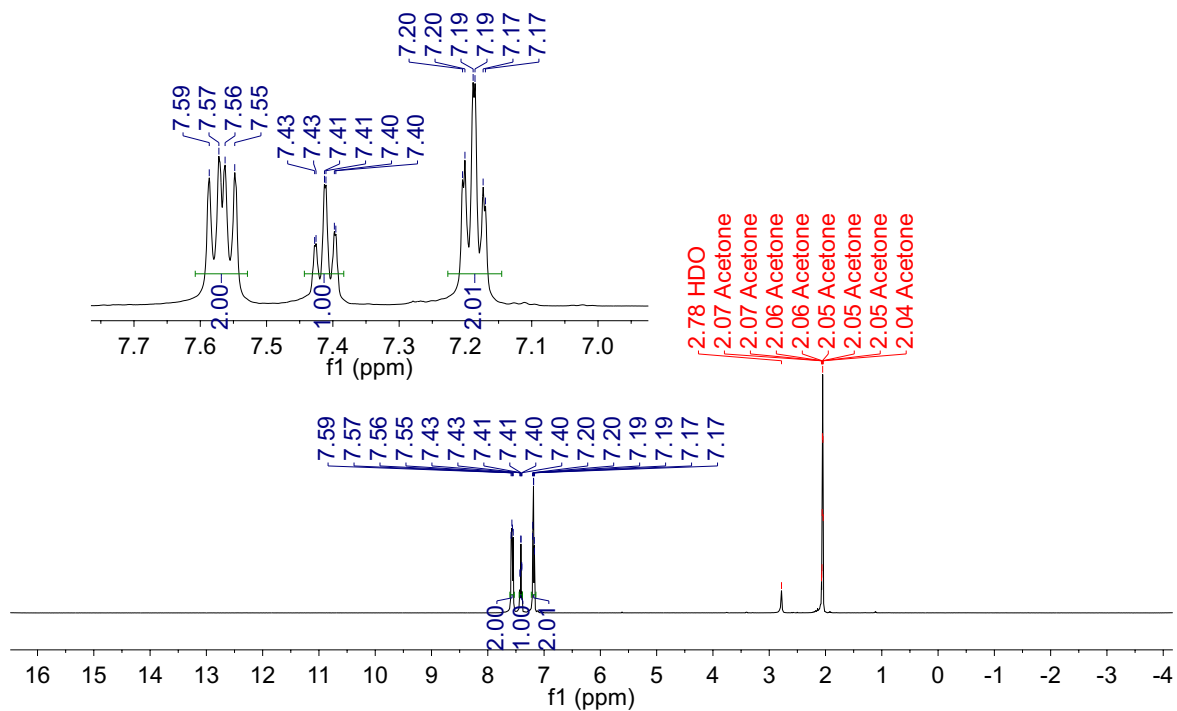 7.20
7.20
7.19
7.19
7.17
7.17
7.59
7.57
7.56
7.55
7.43
7.43
7.41
7.41
7.40
7.40
2.00
1.00
2.01
7.7 7.6 7.5 7.4 7.3 7.2 7.1 7.0
f1 (ppm)
2.78 HDO
2.07 Acetone
2.07 Acetone
2.06 Acetone
2.06 Acetone
2.05 Acetone
2.05 Acetone
2.05 Acetone
2.04 Acetone
7.59
7.57
7.56
7.55
7.43
7.43
7.41
7.41
7.40
7.40
7.20
7.20
7.19
7.19
7.17
7.17
2.00
1.00
2.01
16 15 14 13 12 11 10 9 8 7 6 5 4 3 2 1 0 -1 -2 -3 -4
f1 (ppm)